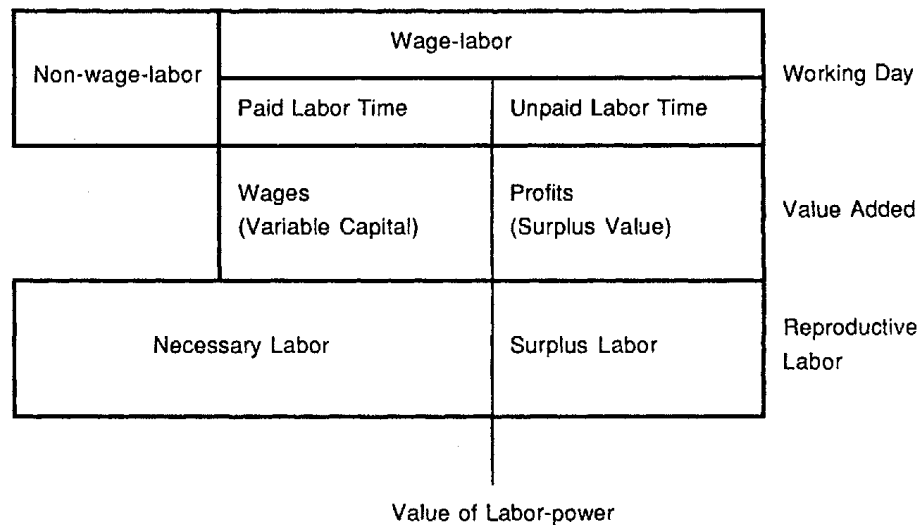 Wage-labor
Non-wage-labor
Working Day
Paid Labor Time
Unpaid Labor Time
Wages
(Variable Capital)
Profits
(Surplus Value)
Value Added
Necessary Labor
Surplus Labor
Reproductive
Labor
Value of Labor-power